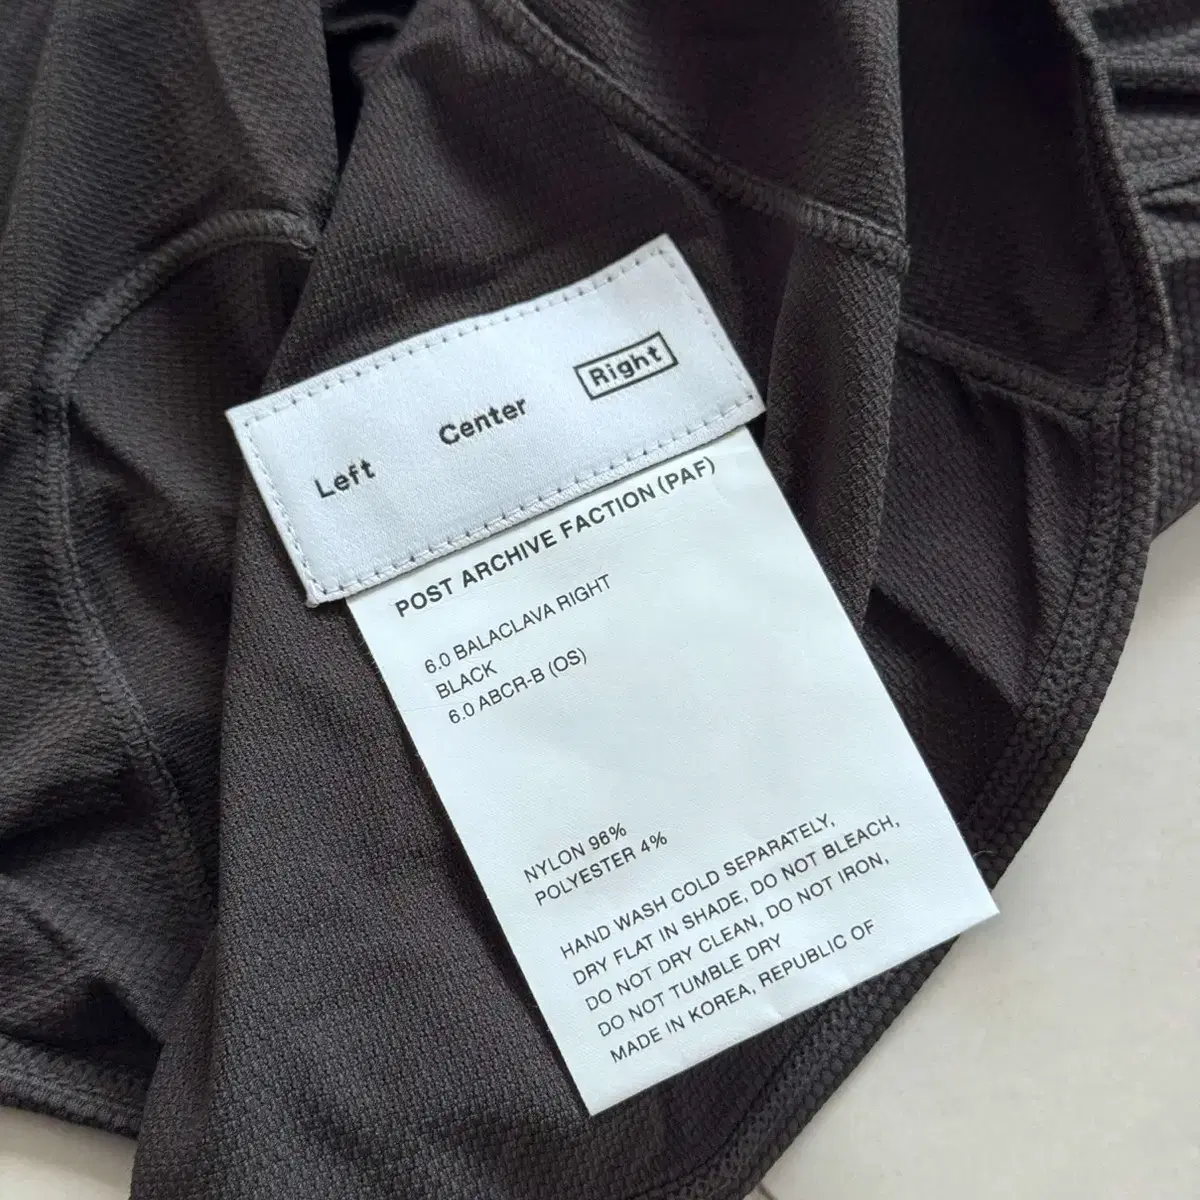 Left Center Right
POST ARCHIVE FACTION (PAF)
6.0 BALACLAVA RIGHT
BLACK
6.0 ABCR-B (OS)
NYLON 96%
POLYESTER 4%
HAND WASH COLD SEPARATELY,
DRY FLAT IN SHADE, DO NOT BLEACH,
DO NOT DRY CLEAN, DO NOT IRON,
DO NOT TUMBLE DRY
MADE IN KOREA, REPUBLIC OF